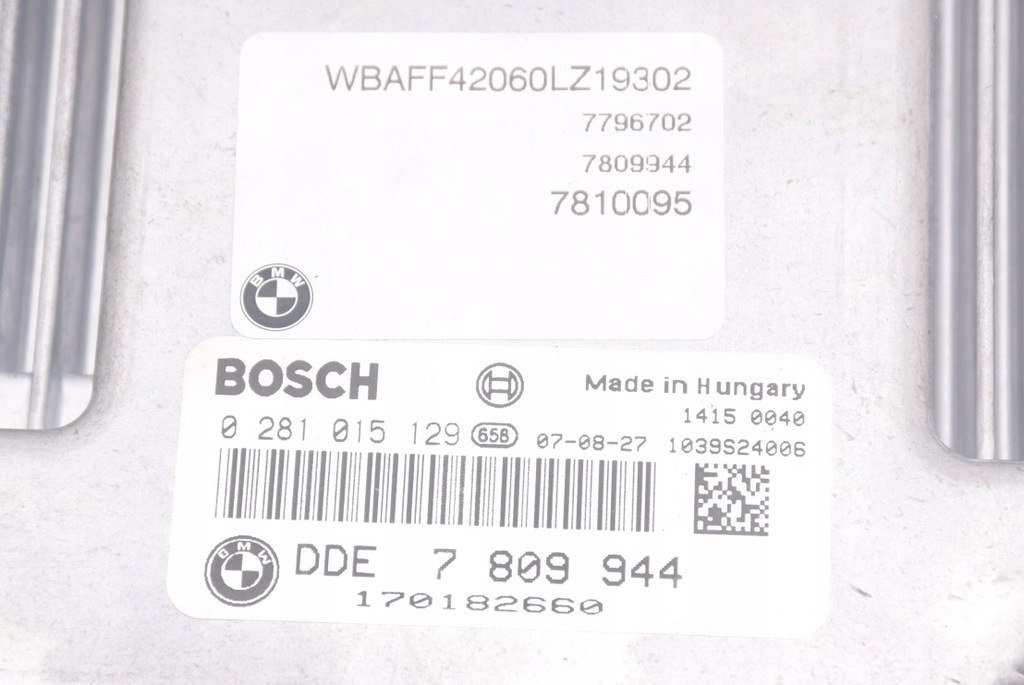 WBAFF42060LZ19302
7796702
7809944
7810095
BMW
BOSCH
Made in Hungary
1415 0040
0 281 015 129 658 07-08-27 1039S24006
BMW
DDE 7 809 944
170182660